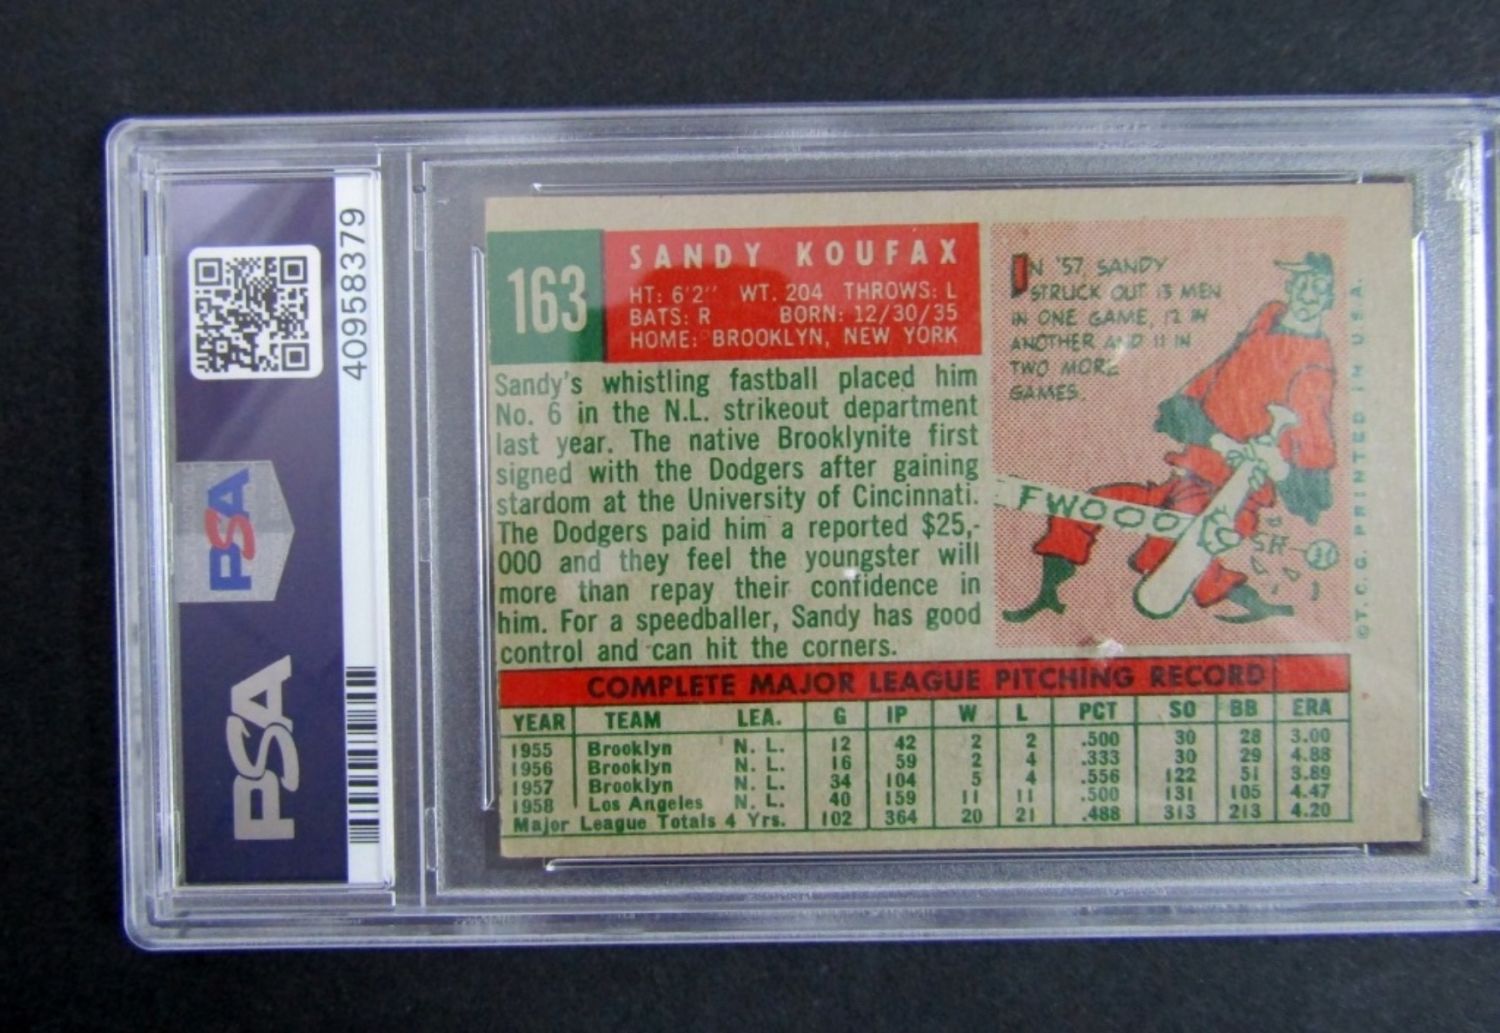 40958379
PSA
PSA
163
SANDY KOUFAX
HT: 6'2" WT. 204 THROWS: L
BATS: R BORN: 12/30/35
HOME: BROOKLYN, NEW YORK
Sandy's whistling fastball placed him
No. 6 in the N.L. strikeout department
last year. The native Brooklynite first
signed with the Dodgers after gaining
stardom at the University of Cincinnati.
The Dodgers paid him a reported $25,-
000 and they feel the youngster will
more than repay their confidence in
him. For a speedballer, Sandy has good
control and can hit the corners.
IN '57, SANDY
STRUCK OUT 13 MEN
IN ONE GAME, 12 IN
ANOTHER AND 11 IN
TWO MORE
GAMES.
FWOOO
SH
©T.C.G. PRINTED IN U.S.A.
COMPLETE MAJOR LEAGUE PITCHING RECORD
YEAR TEAM LEA. G IP W L PCT SO BB ERA
1955 Brooklyn N. L. 12 42 2 2 .500 30 28 3.00
1956 Brooklyn N. L. 16 59 2 4 .333 30 29 4.88
1957 Brooklyn N. L. 34 104 5 4 .556 122 51 3.89
1958 Los Angeles N. L. 40 159 11 11 .500 131 105 4.47
Major League Totals 4 Yrs. 102 364 20 21 .488 313 213 4.20